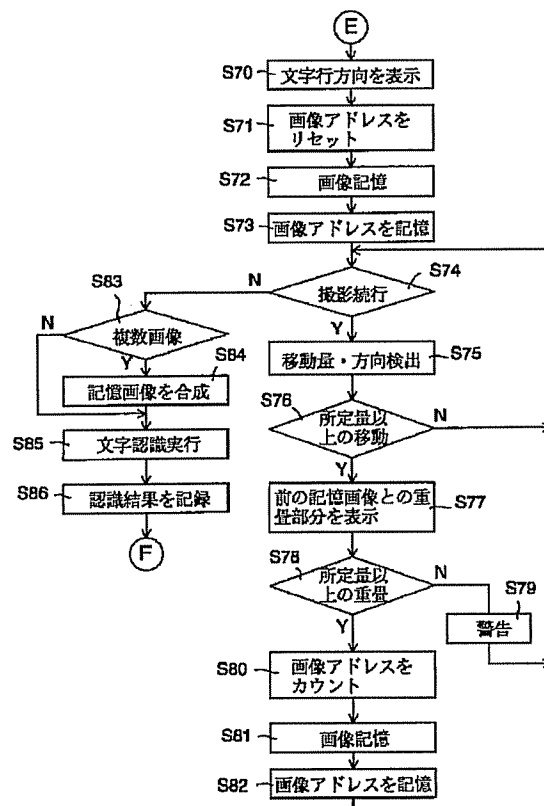 E
S70
文字行方向を表示
S71
画像アドレスを
リセット
S72
画像記憶
S73
画像アドレスを記憶
S74
撮影続行
N
Y
S83
複数画像
N
Y
S84
記憶画像を合成
S85
文字認識実行
S86
認識結果を記録
F
S75
移動量・方向検出
S76
所定量以
上の移動
N
Y
S77
前の記憶画像との重
畳部分を表示
S78
所定量以
上の重畳
N
Y
S79
警告
S80
画像アドレスを
カウント
S81
画像記憶
S82
画像アドレスを記憶